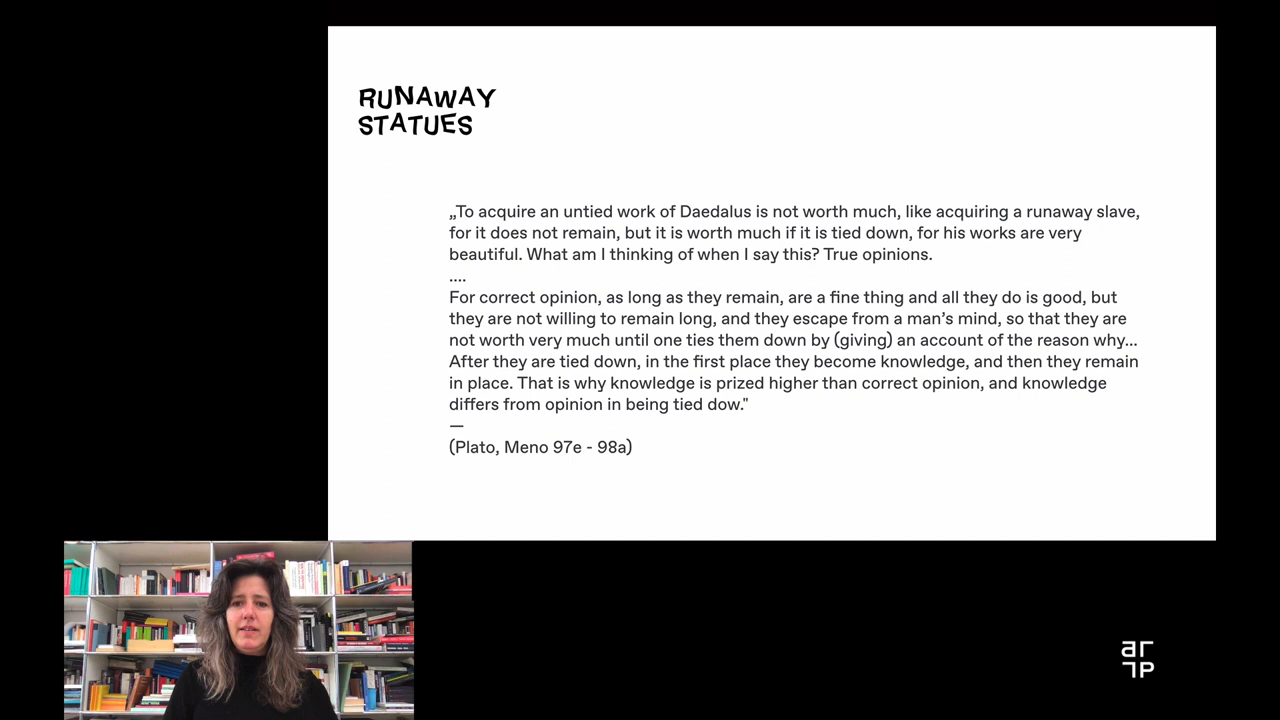 RUNAWAY
STATUES
„To acquire an untied work of Daedalus is not worth much, like acquiring a runaway slave,
for it does not remain, but it is worth much if it is tied down, for his works are very
beautiful. What am I thinking of when I say this? True opinions.
....
For correct opinion, as long as they remain, are a fine thing and all they do is good, but
they are not willing to remain long, and they escape from a man’s mind, so that they are
not worth very much until one ties them down by (giving) an account of the reason why...
After they are tied down, in the first place they become knowledge, and then they remain
in place. That is why knowledge is prized higher than correct opinion, and knowledge
differs from opinion in being tied dow."
—
(Plato, Meno 97e - 98a)